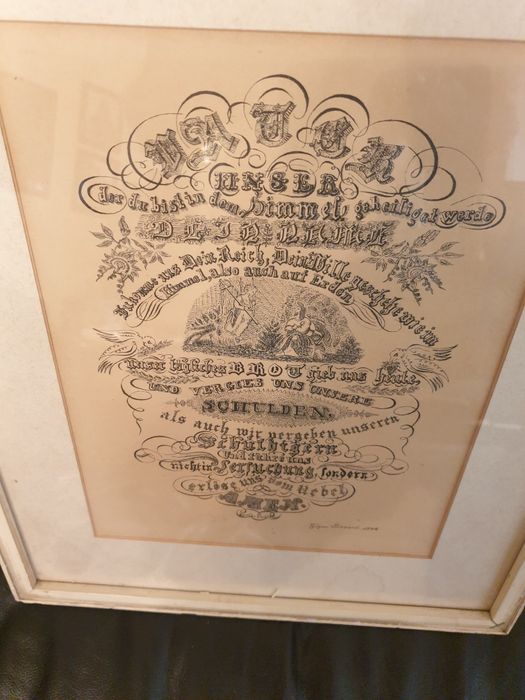 VATER
UNSER
der du bist in dem Himmel, geheiliget werde
DEIN NAME
zukomme uns Dein Reich, Dein Wille geschehe wie im
Himmel, also auch auf Erden,
unser tägliches BROT gieb uns heute,
UND VERGIEB UNS UNSERE
SCHULDEN,
als auch wir vergeben unseren
Schuldigern
Und führe uns
nicht in Versuchung, sondern
erlöse uns vom Uebel
AMEN.